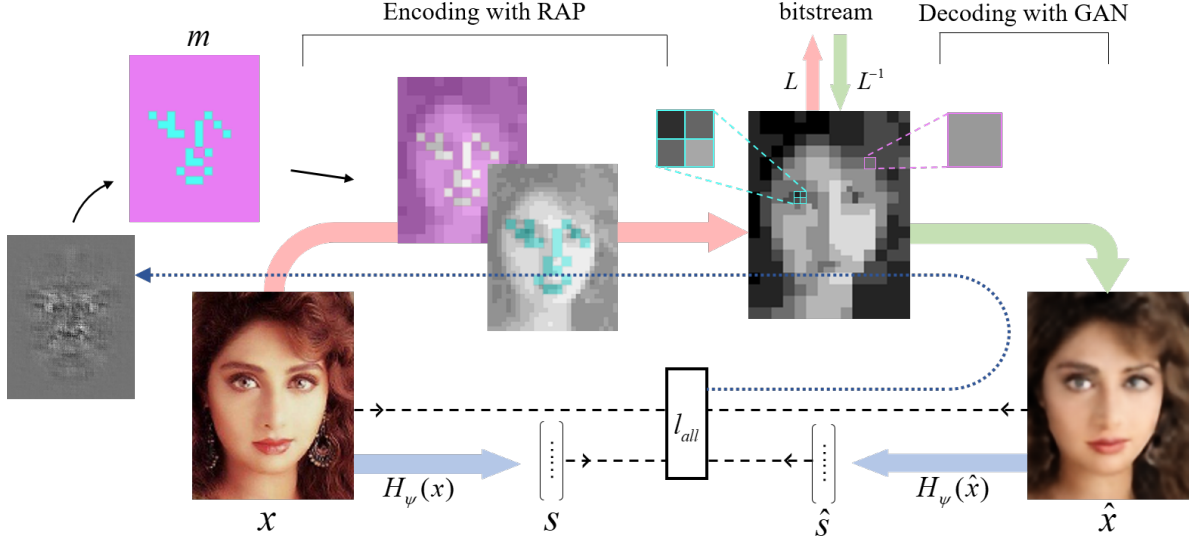 Encoding with RAP
bitstream
Decoding with GAN
m
L
L⁻¹
l_all
H_ψ(x)
H_ψ(x̂)
x
s
ŝ
x̂